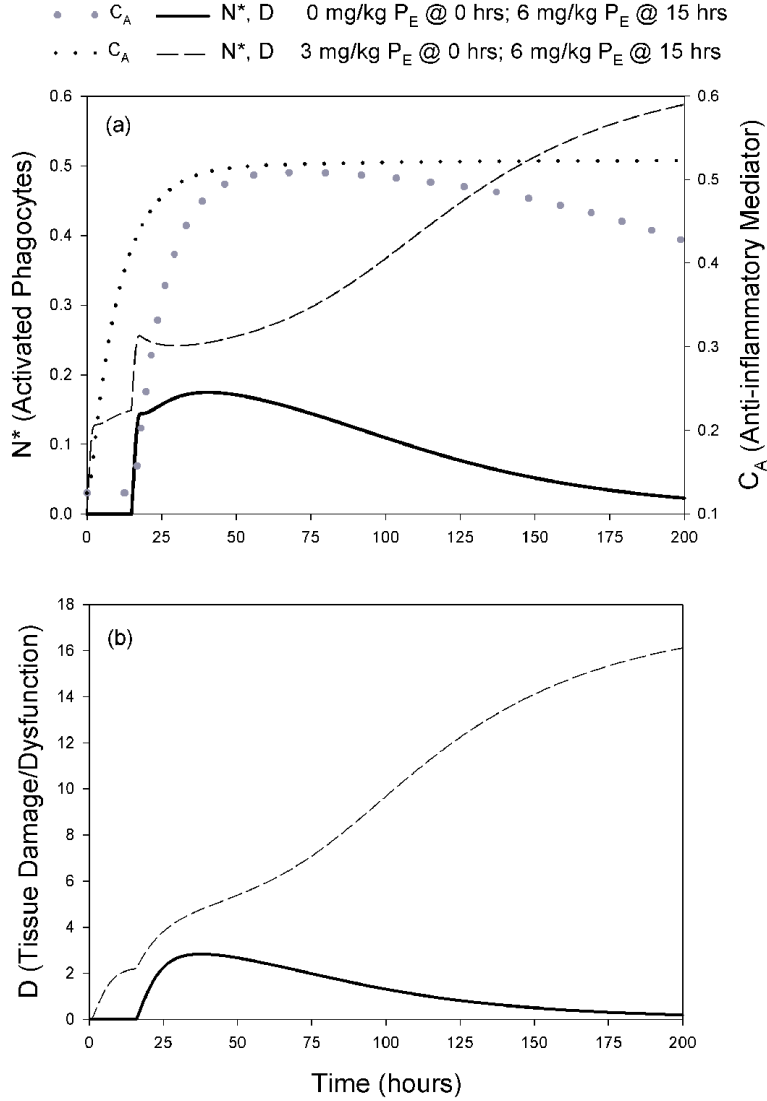 C_A N*, D 0 mg/kg P_E @ 0 hrs; 6 mg/kg P_E @ 15 hrs
C_A N*, D 3 mg/kg P_E @ 0 hrs; 6 mg/kg P_E @ 15 hrs
(a)
N* (Activated Phagocytes)
0.6
0.5
0.4
0.3
0.2
0.1
0.0
0.6
0.5
0.4
0.3
0.2
0.1
C_A (Anti-inflammatory Mediator)
0 25 50 75 100 125 150 175 200
(b)
D (Tissue Damage/Dysfunction)
18
16
14
12
10
8
6
4
2
0
0 25 50 75 100 125 150 175 200
Time (hours)